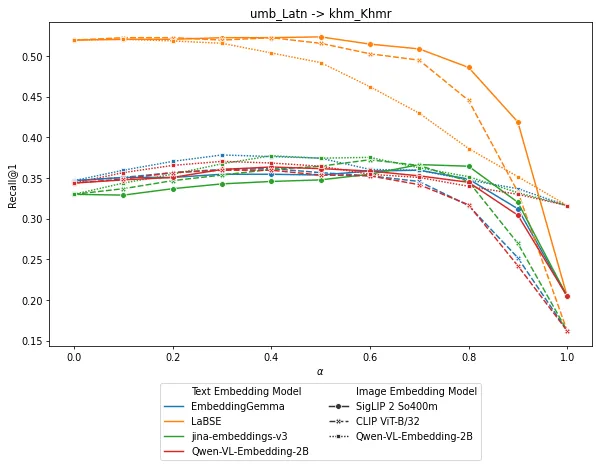 umb_Latn -> khm_Khmr
Recall@1
0.50
0.45
0.40
0.35
0.30
0.25
0.20
0.15
0.0
0.2
0.4
0.6
0.8
1.0
α
Text Embedding Model
EmbeddingGemma
LaBSE
jina-embeddings-v3
Qwen-VL-Embedding-2B
Image Embedding Model
SigLIP 2 So400m
CLIP ViT-B/32
Qwen-VL-Embedding-2B